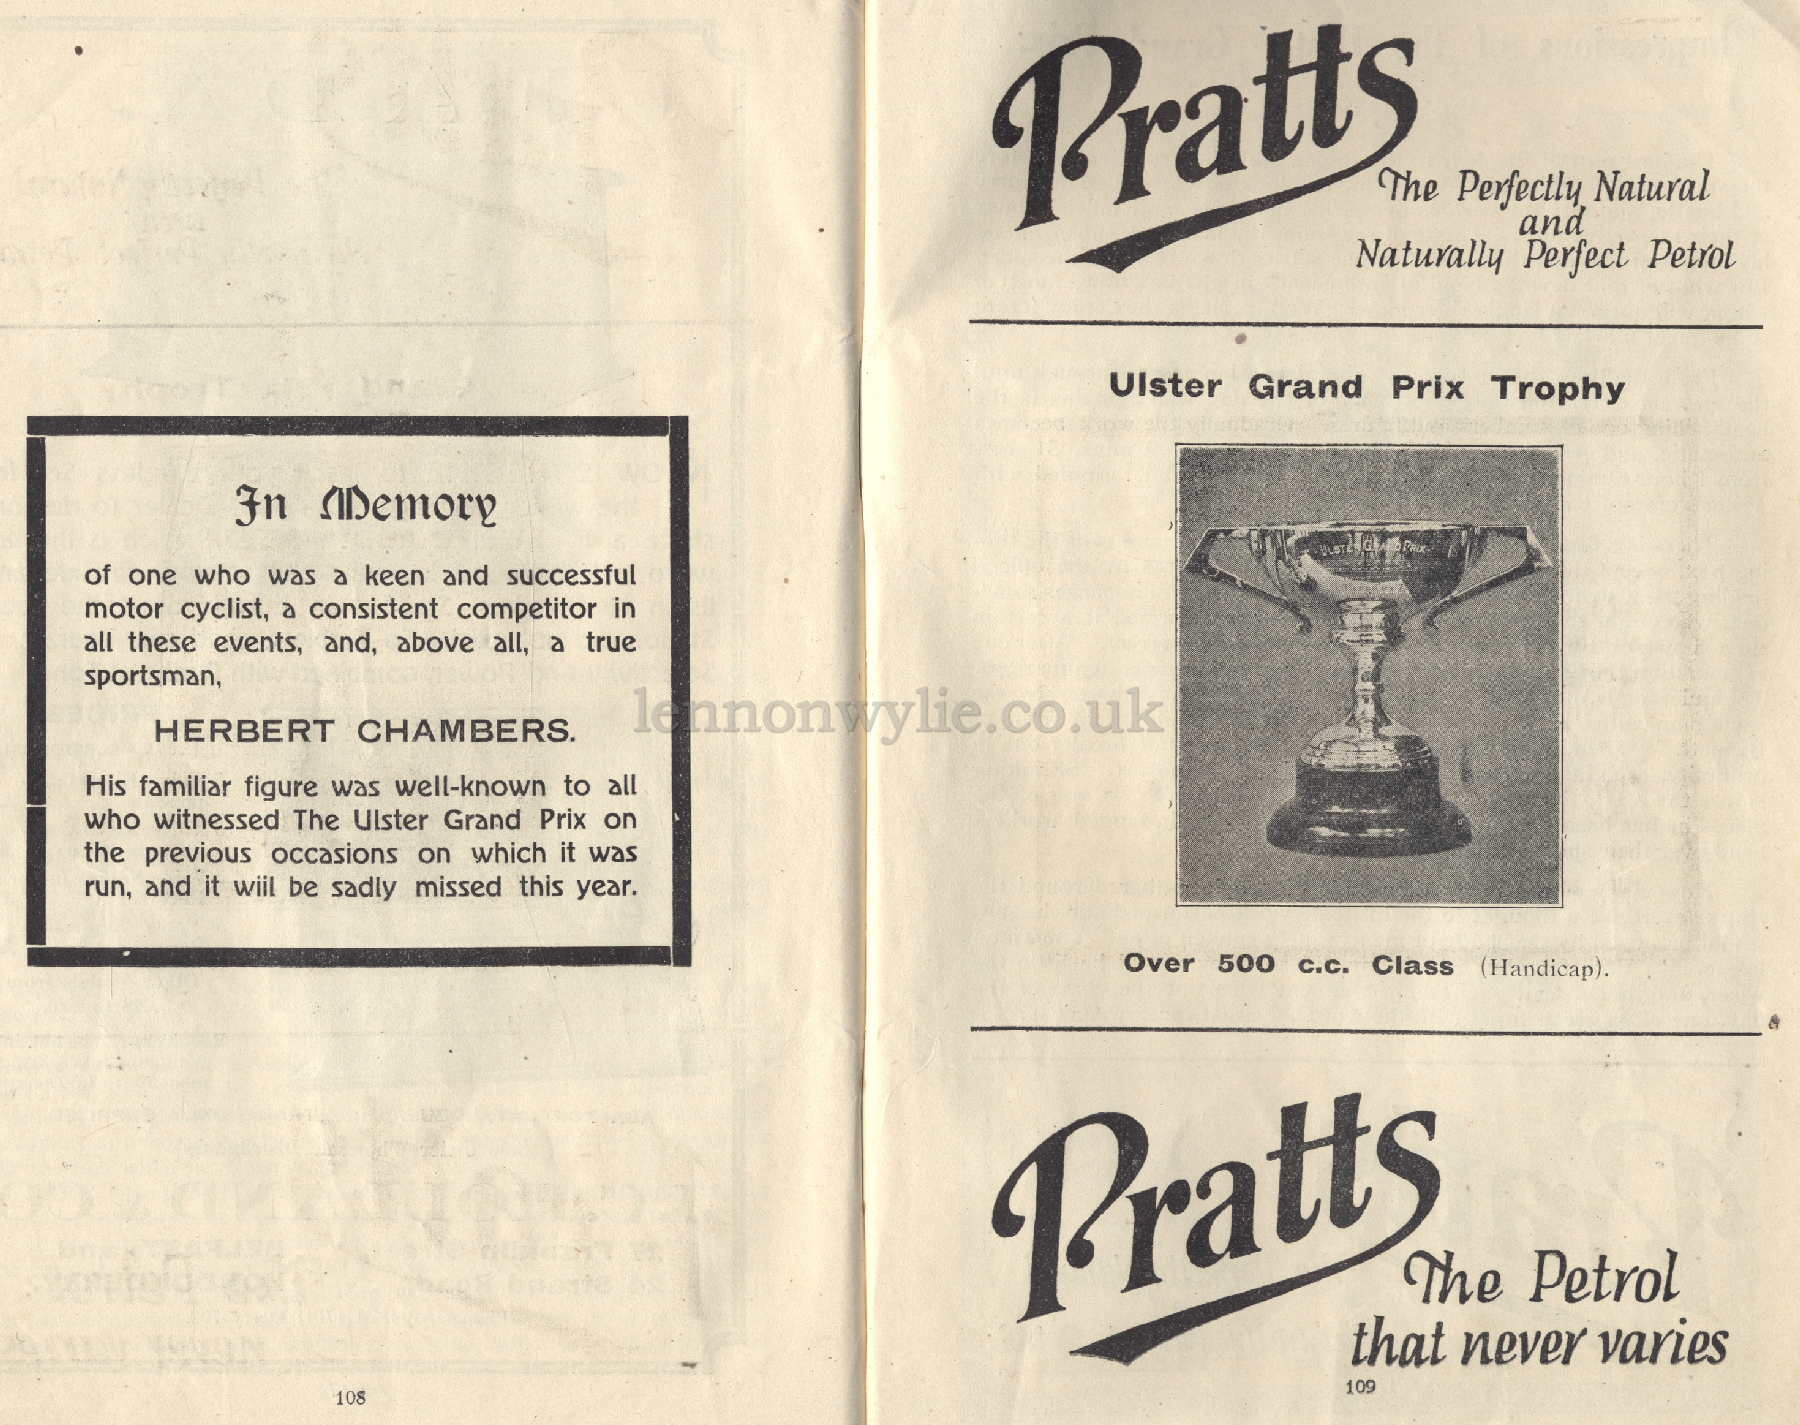 In Memory
of one who was a keen and successful
motor cyclist, a consistent competitor in
all these events, and, above all, a true
sportsman,
HERBERT CHAMBERS.
His familiar figure was well-known to all
who witnessed The Ulster Grand Prix on
the previous occasions on which it was
run, and it wiil be sadly missed this year.
108
Pratts
The Perfectly Natural
and
Naturally Perfect Petrol
Ulster Grand Prix Trophy
ULSTER GRAND PRIX
Over 500 c.c. Class (Handicap).
Pratts
The Petrol
that never varies
109
lennonwylie.co.uk